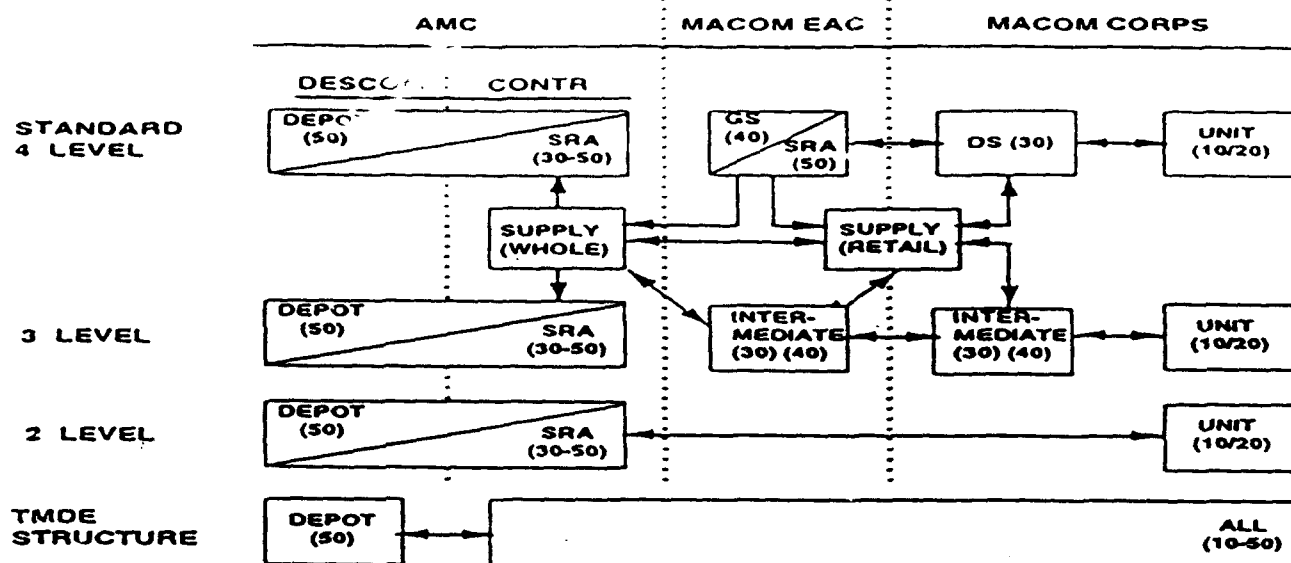 AMC
MACOM EAC
MACOM CORPS
CONTR
STANDARD
4 LEVEL
(50)
SRA
(30-50)
GS
(40)
SRA
(50)
DS (30)
UNIT
(10/20)
SUPPLY
(WHOLE)
SUPPLY
(RETAIL)
3 LEVEL
DEPOT
(50)
SRA
(30-50)
INTER-
MEDIATE
(30) (40)
INTER-
MEDIATE
(30) (40)
UNIT
(10/20)
2 LEVEL
DEPOT
(50)
SRA
(30-50)
UNIT
(10/20)
TMDE
STRUCTURE
DEPOT
(50)
ALL
(10-50)